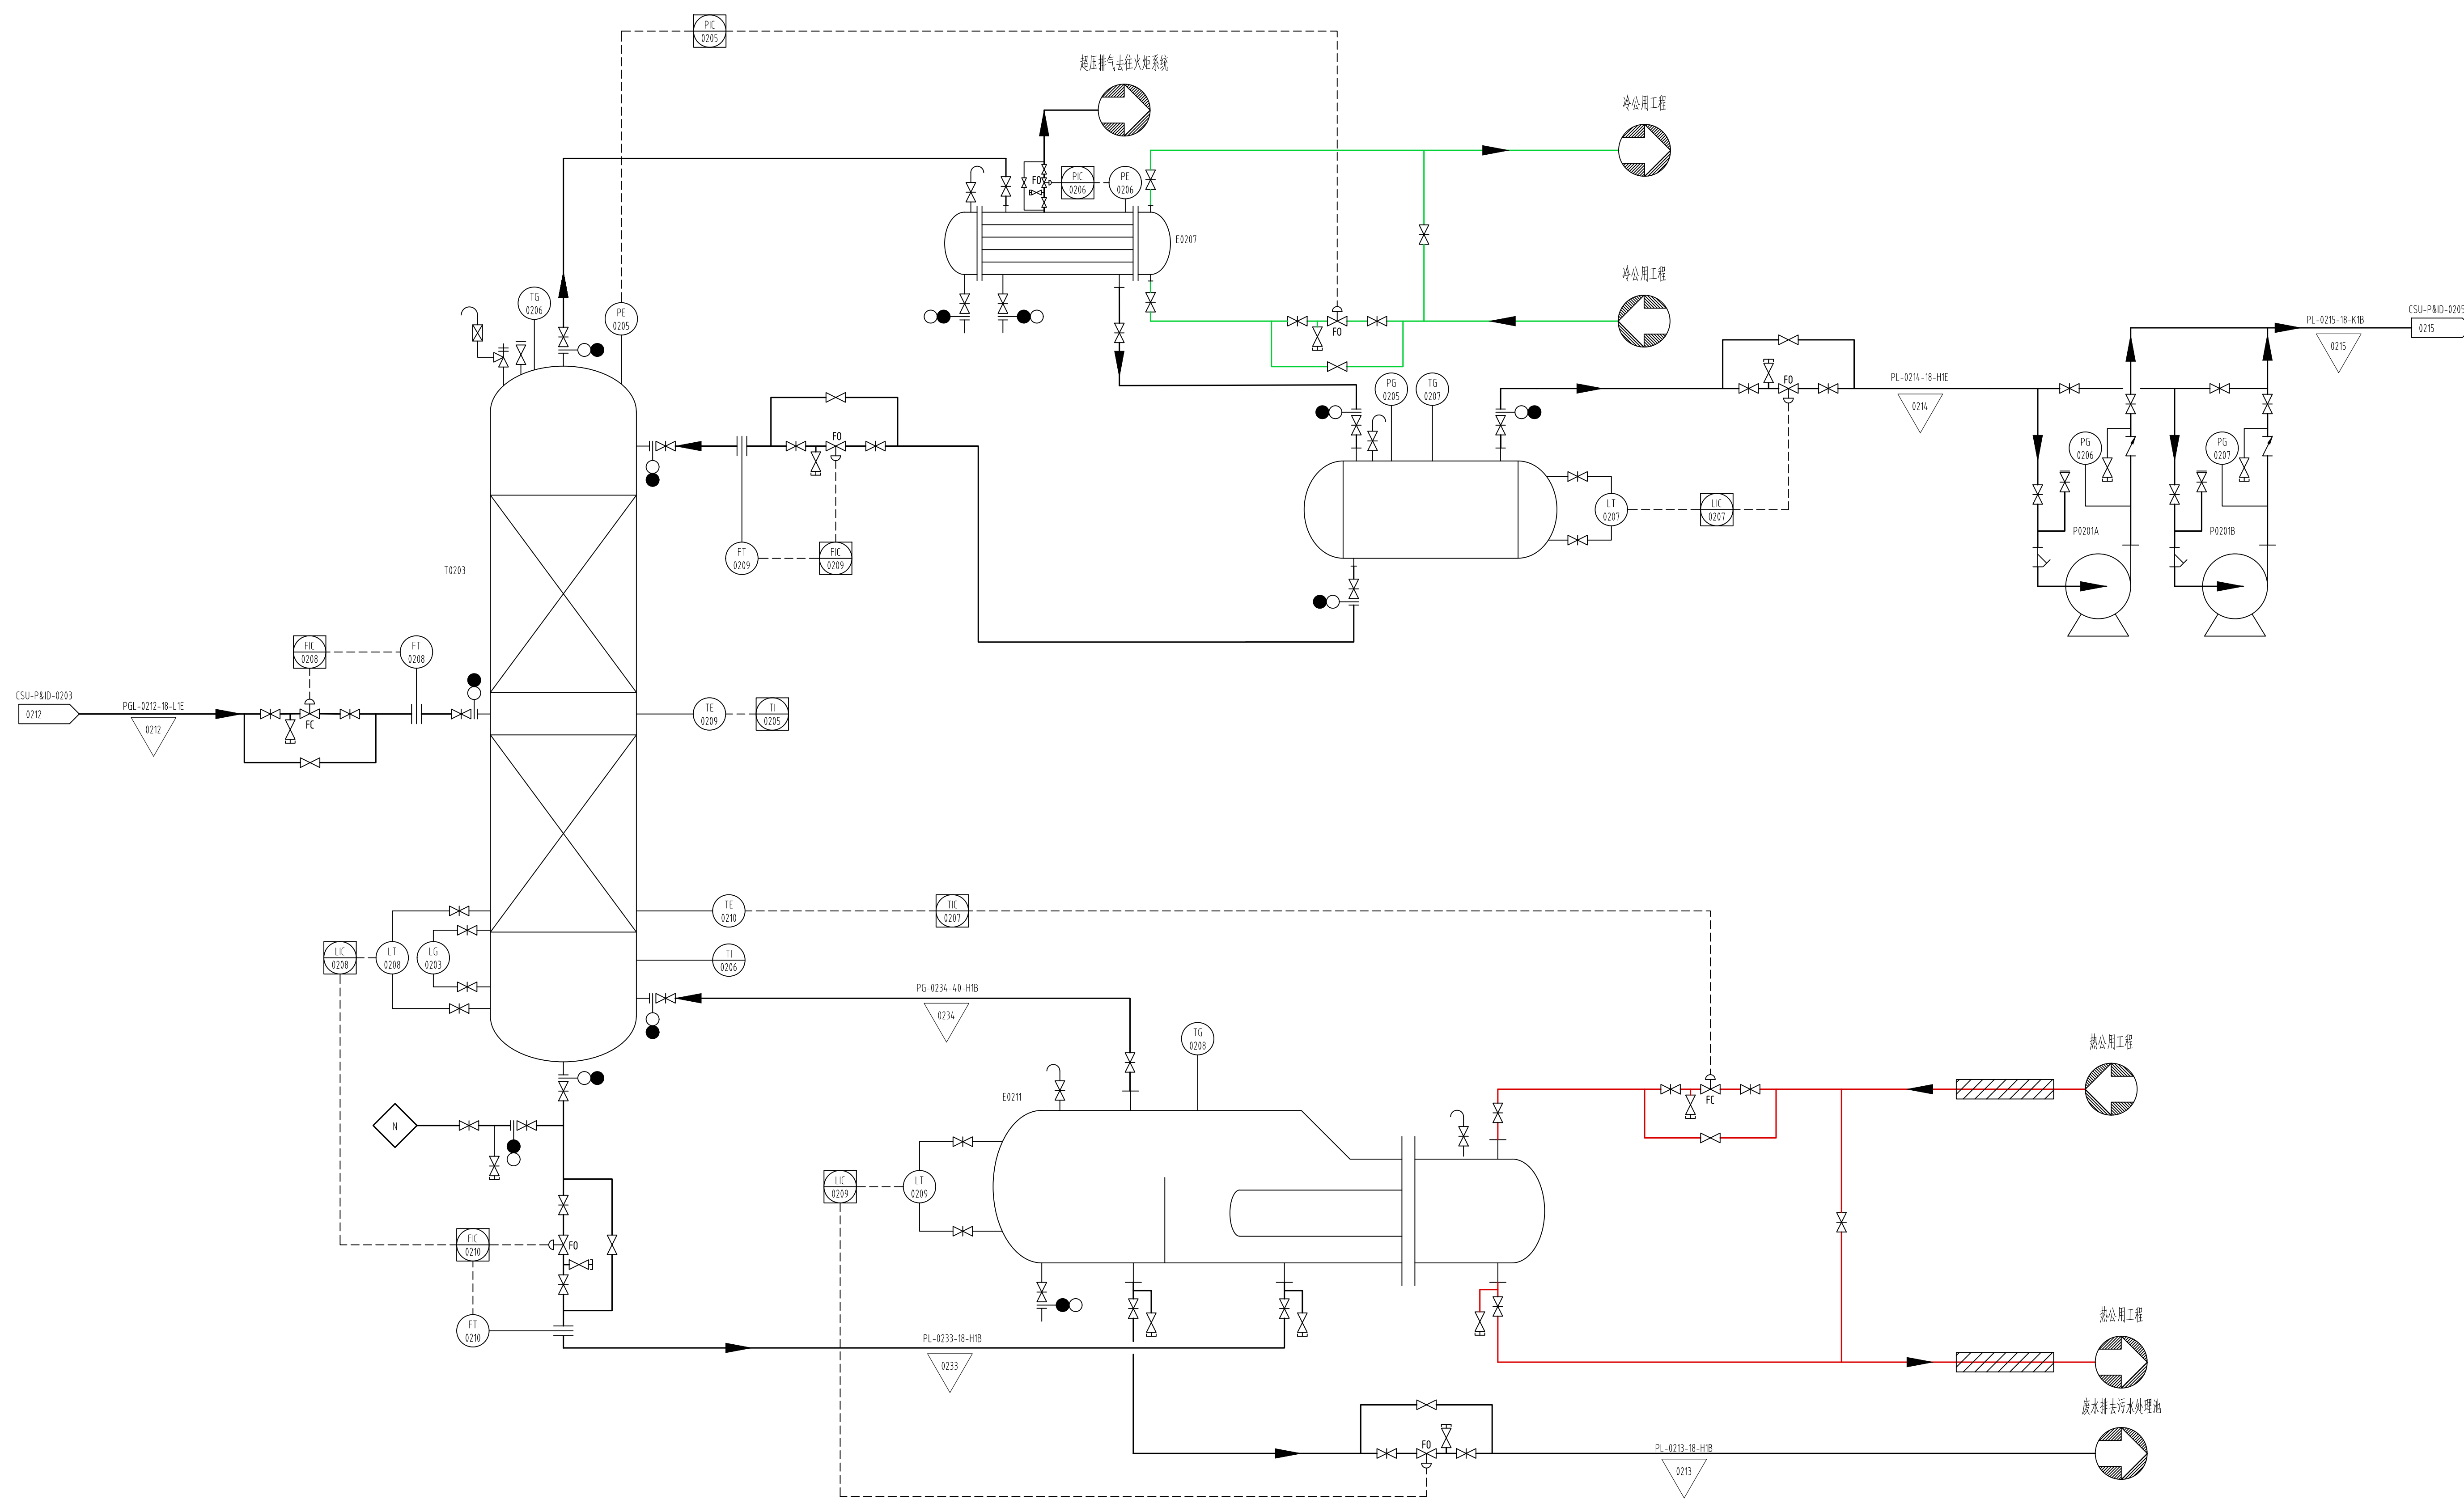 PIC
0205
超压排气去往火炬系统
冷公用工程
FO
PIC
0206
PE
0206
E0207
冷公用工程
TG
0206
PE
0205
FO
CSU-P&ID-0205
PL-0215-18-K1B
0215
0215
PG
0205
TG
0207
FO
PL-0214-18-H1E
0214
FO
PG
0206
PG
0207
LT
0207
LIC
0207
P0201A
P0201B
FT
0209
FIC
0209
T0203
FIC
0208
FT
0208
CSU-P&ID-0203
0212
PGL-0212-18-L1E
0212
FC
TE
0209
TI
0205
TE
0210
TIC
0207
LIC
0208
LT
0208
LG
0203
TI
0206
PG-0234-40-H1B
0234
TG
0208
热公用工程
E0211
FC
N
LIC
0209
LT
0209
FIC
0210
FO
FT
0210
PL-0233-18-H1B
0233
热公用工程
废水排去污水处理池
FO
PL-0213-18-H1B
0213